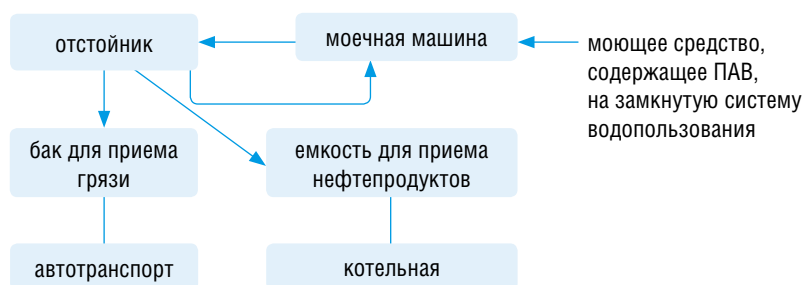 отстойник
моечная машина
моющее средство,
содержащее ПАВ,
на замкнутую систему
водопользования
бак для приема
грязи
емкость для приема
нефтепродуктов
автотранспорт
котельная